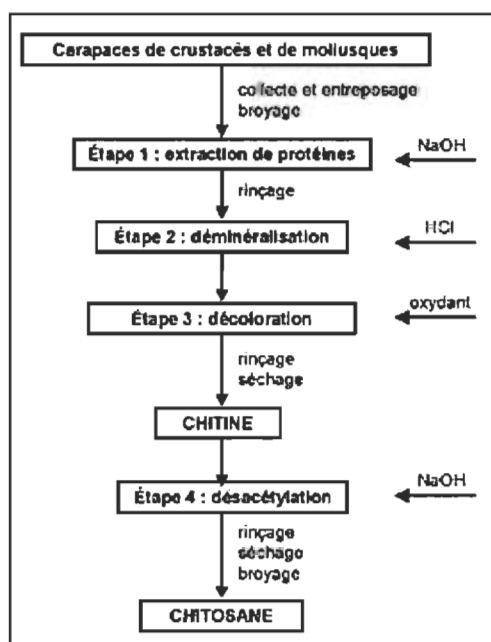 Carapaces de crustacés et de mollusques
collecte et entreposage
broyage
Étape 1 : extraction de protéines
NaOH
rinçage
Étape 2 : déminéralisation
HCl
Étape 3 : décoloration
oxydant
rinçage
séchage
CHITINE
Étape 4 : désacétylation
NaOH
rinçage
séchage
broyage
CHITOSANE